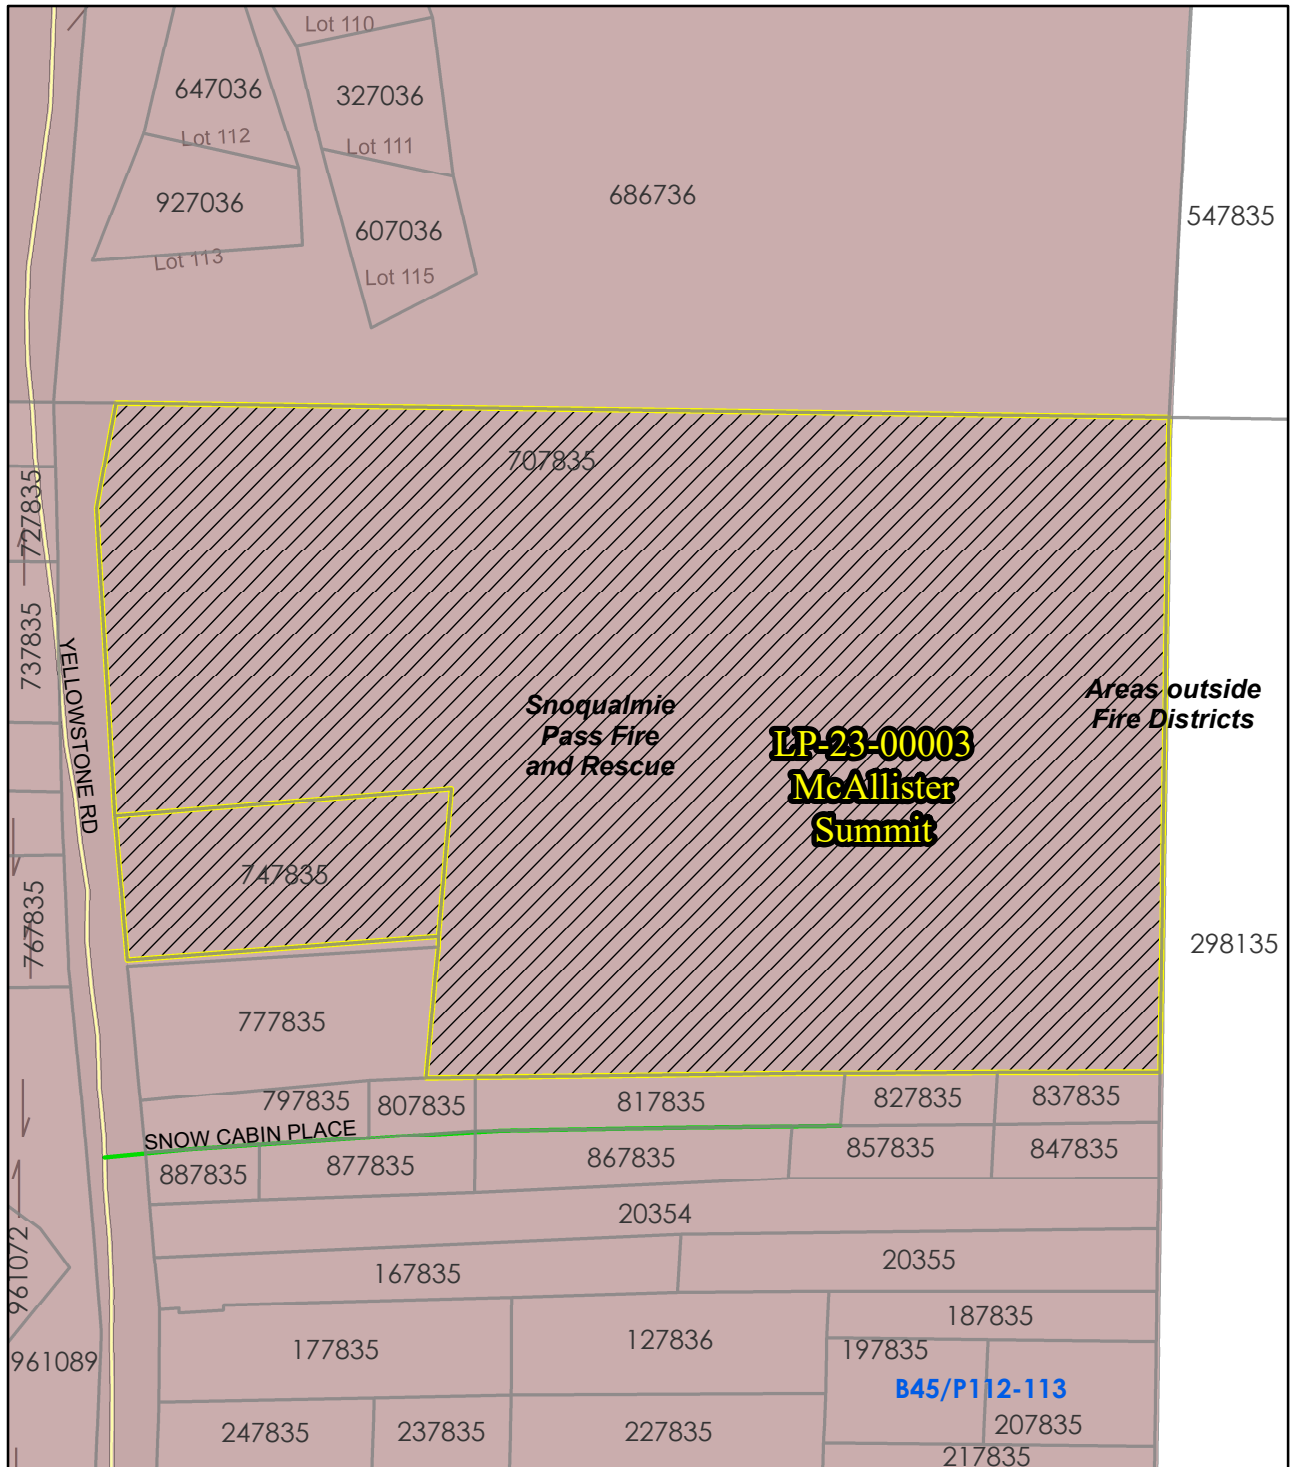 Lot 110
647036
327036
Lot 112
Lot 111
686736
927036
547835
607036
Lot 113
Lot 115
707835
727835
737835
YELLOWSTONE RD
Snoqualmie
Pass Fire
and Rescue
LP-23-00003
McAllister
Summit
Areas outside
Fire Districts
747835
767835
298135
777835
797835
807835
817835
827835
837835
SNOW CABIN PLACE
887835
877835
867835
857835
847835
20354
961072
167835
20355
187835
177835
127836
197835
961089
B45/P112-113
247835
237835
227835
207835
217835